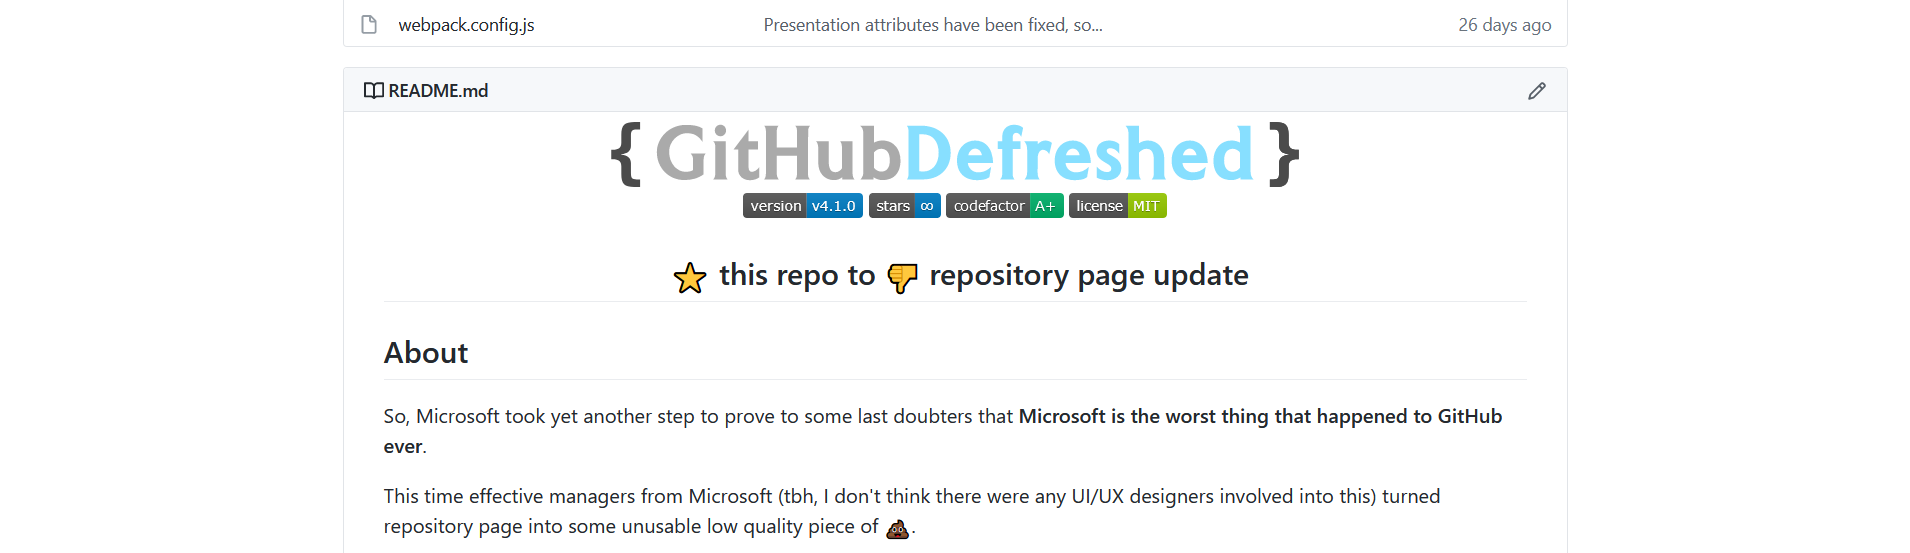 webpack.config.js Presentation attributes have been fixed, so... 26 days ago
README.md
{ GitHubDefreshed }
version v4.1.0 stars ∞ codefactor A+ license MIT
⭐ this repo to 👎 repository page update
About
So, Microsoft took yet another step to prove to some last doubters that Microsoft is the worst thing that happened to GitHub
ever.
This time effective managers from Microsoft (tbh, I don't think there were any UI/UX designers involved into this) turned
repository page into some unusable low quality piece of 💩.